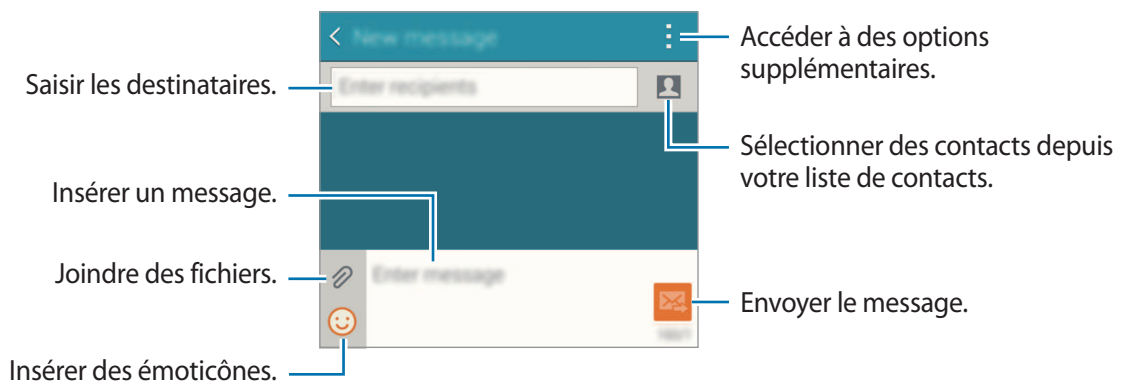 New message
Accéder à des options
supplémentaires.
Saisir les destinataires.
Enter recipients
Sélectionner des contacts depuis
votre liste de contacts.
Insérer un message.
Joindre des fichiers.
Enter message
Envoyer le message.
Insérer des émoticônes.